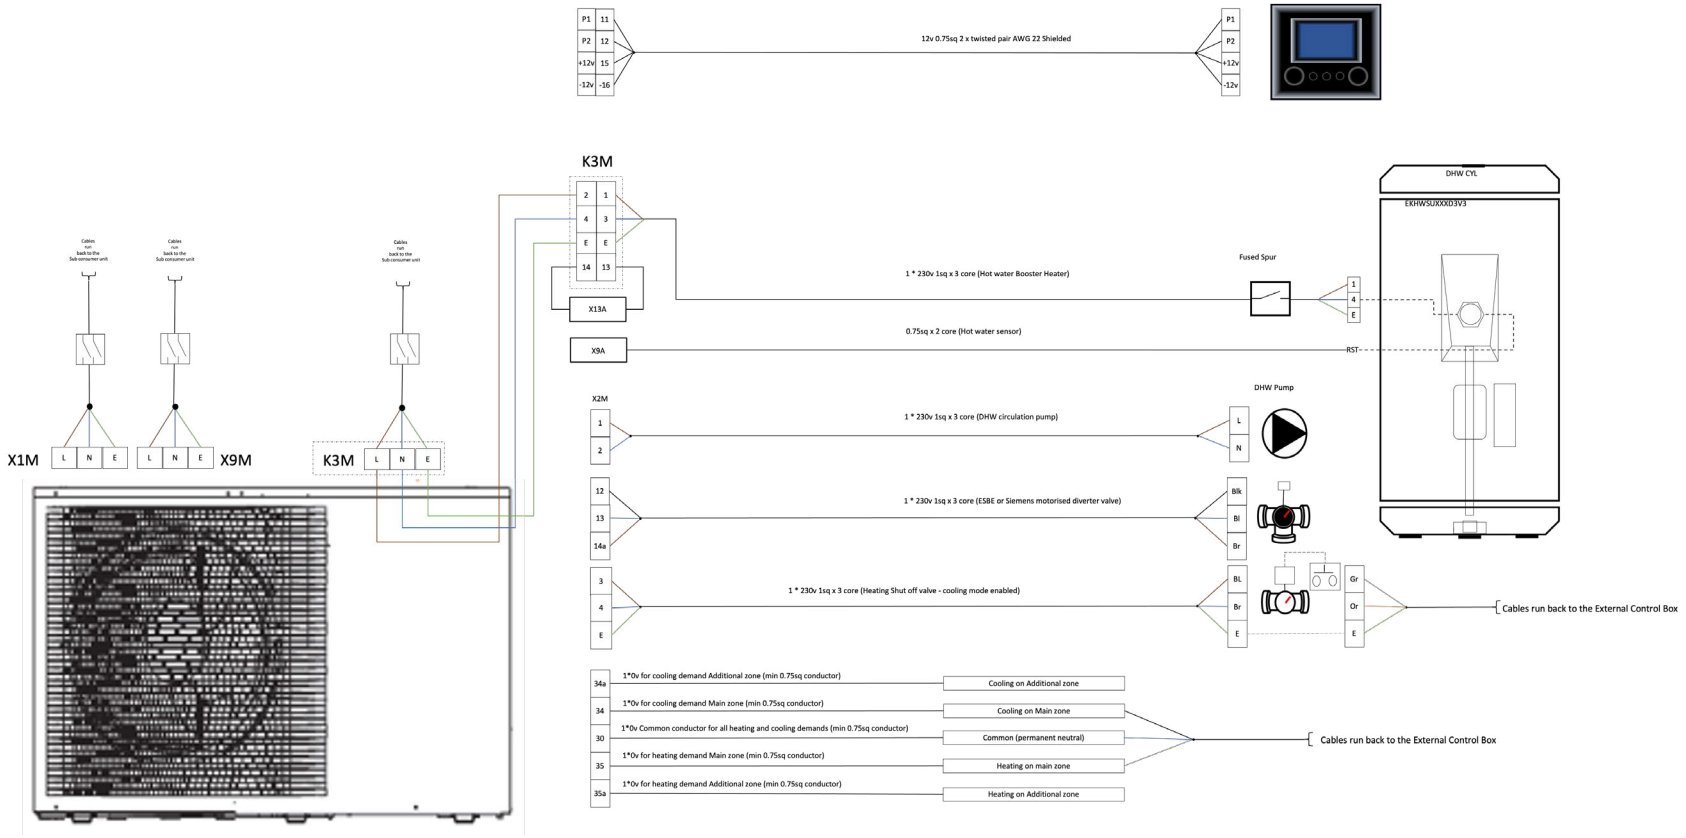 P1 11
P2 12
+12v 15
-12v -16
12v 0.75sq 2 x twisted pair AWG 22 Shielded
P1
P2
+12v
-12v
K3M
2 1
4 3
E E
14 13
X13A
X9A
1 * 230v 1sq x 3 core (Hot water Booster Heater)
0.75sq x 2 core (Hot water sensor)
Fused Spur
1
4
E
RST
DHW CYL
EKHWSUXXXD3V3
Cables
run
back to the
Sub consumer unit
Cables
run
back to the
Sub consumer unit
Cables
run
back to the
Sub consumer unit
X1M
L N E
L N E
X9M
K3M
L N E
X2M
1
2
1 * 230v 1sq x 3 core (DHW circulation pump)
DHW Pump
L
N
12
13
14a
1 * 230v 1sq x 3 core (ESBE or Siemens motorised diverter valve)
Blk
Bl
Br
3
4
E
1 * 230v 1sq x 3 core (Heating Shut off valve - cooling mode enabled)
BL
Br
E
Gr
Or
E
Cables run back to the External Control Box
34a
1*0v for cooling demand Additional zone (min 0.75sq conductor)
Cooling on Additional zone
34
1*0v for cooling demand Main zone (min 0.75sq conductor)
Cooling on Main zone
30
1*0v Common conductor for all heating and cooling demands (min 0.75sq conductor)
Common (permanent neutral)
35
1*0v for heating demand Main zone (min 0.75sq conductor)
Heating on main zone
35a
1*0v for heating demand Additional zone (min 0.75sq conductor)
Heating on Additional zone
Cables run back to the External Control Box